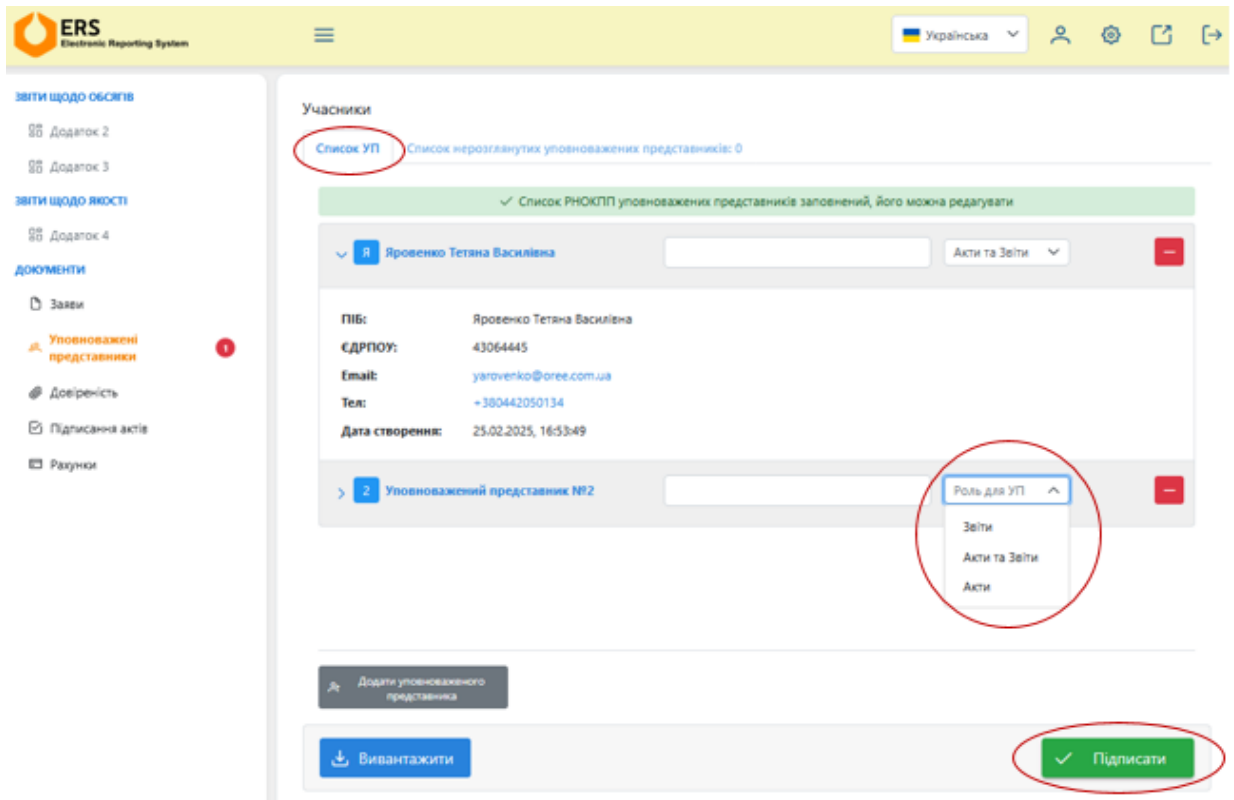 ERS
Electronic Reporting System
Українська
ЗВІТИ ЩОДО ОБСЯГІВ
Додаток 2
Додаток 3
ЗВІТИ ЩОДО ЯКОСТІ
Додаток 4
ДОКУМЕНТИ
Заяви
Уповноважені
представники
1
Довіреність
Підписання актів
Рахунки
Учасники
Список УП
Список нерозглянутих уповноважених представників: 0
Список РНОКПП уповноважених представників заповнений, його можна редагувати
Я Яровенко Тетяна Василівна Акти та Звіти
ПІБ: Яровенко Тетяна Василівна
ЄДРПОУ: 43064445
Email: yarovenko@oree.com.ua
Тел: +380442050134
Дата створення: 25.02.2025, 16:53:49
2 Уповноважений представник №2 Роль для УП
Звіти
Акти та Звіти
Акти
Додати уповноваженого
представника
Вивантажити
Підписати